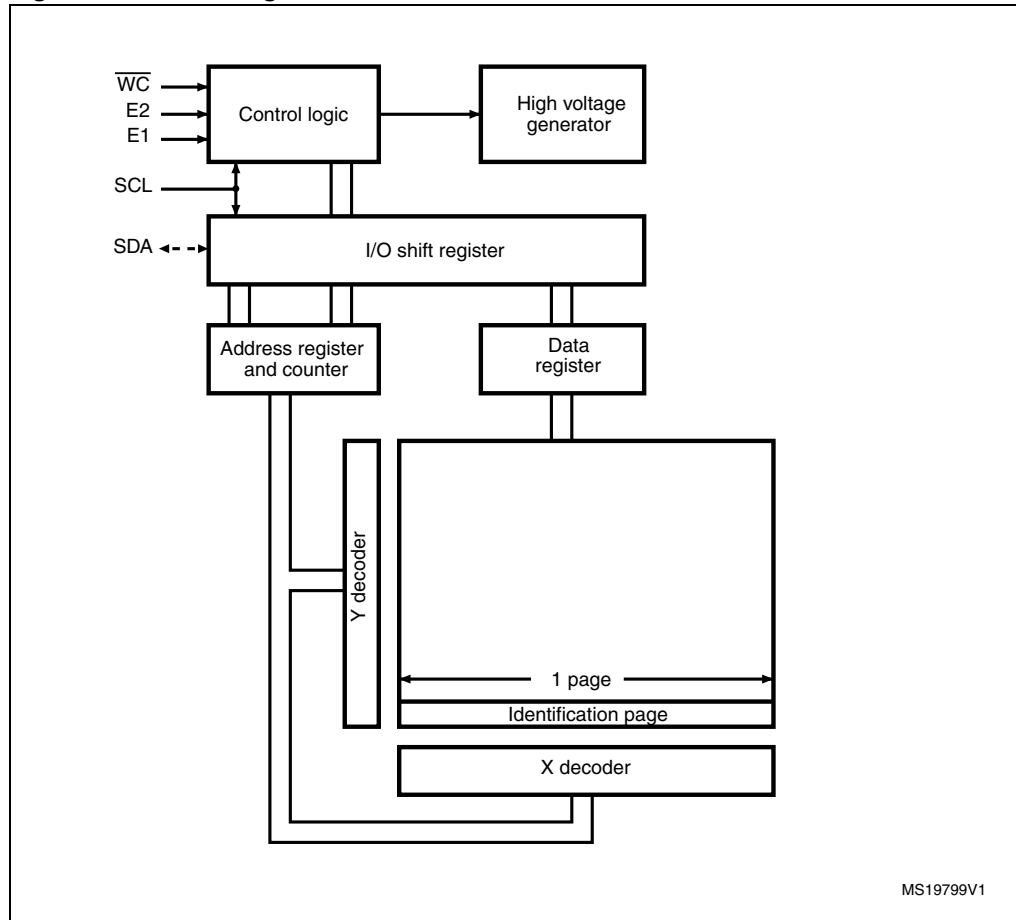 WC
E2
E1
SCL
SDA
Control logic
High voltage
generator
I/O shift register
Address register
and counter
Data
register
Y decoder
1 page
Identification page
X decoder
MS19799V1